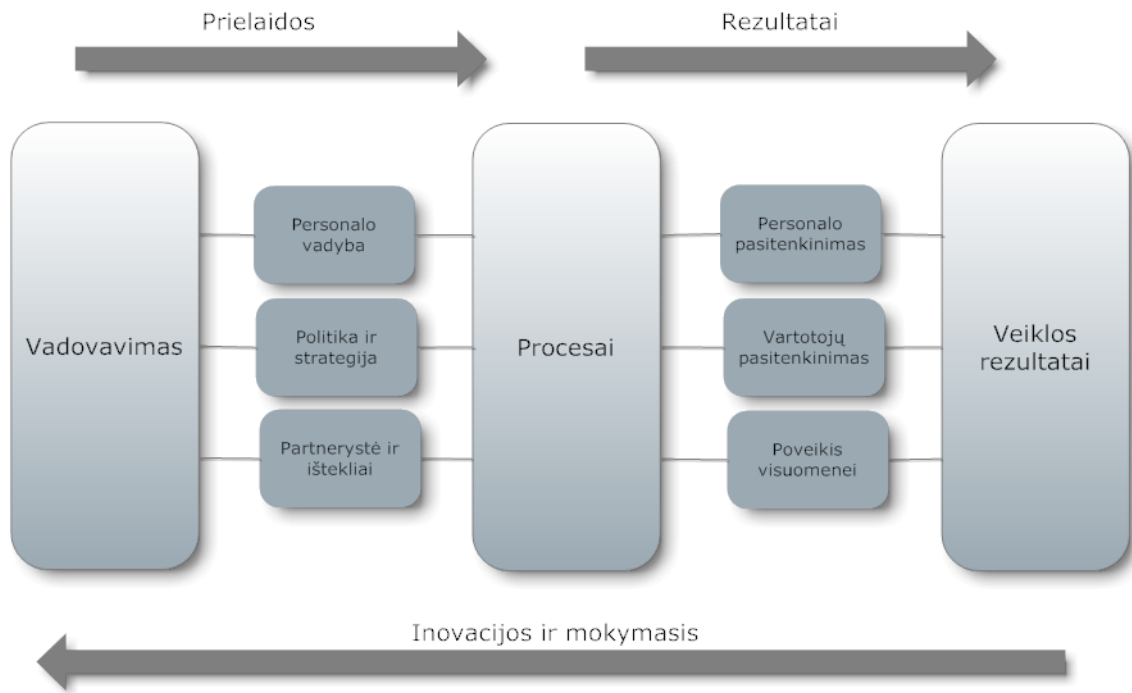 Prielaidos
Rezultatai
Vadovavimas
Personalo
vadyba
Politika ir
strategija
Partnerystė ir
ištekliai
Procesai
Personalo
pasitenkinimas
Vartotojų
pasitenkinimas
Poveikis
visuomenei
Veiklos
rezultatai
Inovacijos ir mokymasis